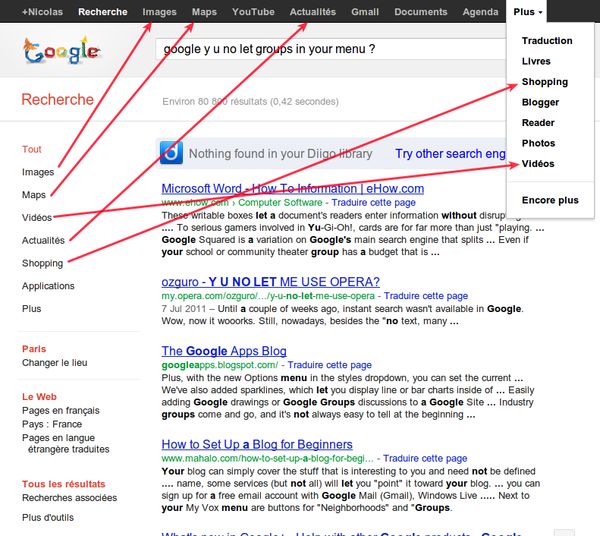 +Nicolas Recherche Images Maps YouTube Actualités Gmail Documents Agenda Plus
Traduction
Livres
Shopping
Blogger
Reader
Photos
Vidéos
Encore plus
Google
google y u no let groups in your menu ?
Recherche
Environ 80 800 résultats (0,42 secondes)
Tout
Images
Maps
Vidéos
Actualités
Shopping
Applications
Plus
Paris
Changer le lieu
Le Web
Pages en français
Pays : France
Pages en langue
étrangère traduites
Tous les résultats
Recherches associées
Plus d'outils
Nothing found in your Diigo library Try other search eng
Microsoft Word - How To Information | eHow.com
www.ehow.com › Computer Software - Traduire cette page
These writable boxes let a document's readers enter information without disrup
.... To serious gamers involved in Yu-Gi-Oh!, cards are for far more than just "playing. ...
Google Squared is a variation on Google's main search engine that splits ... Even if
your school or community theater group has a budget that is ...
ozguro - Y U NO LET ME USE OPERA?
my.opera.com/ozguro/.../y-u-no-let-me-use-opera - Traduire cette page
7 Jul 2011 – Until a couple of weeks ago, instant search wasn't available in Google.
Wow, now it wooorks. Still, nowadays, besides the "no text, many ...
The Google Apps Blog
googleapps.blogspot.com/ - Traduire cette page
Plus, with the new Options menu in the styles dropdown, you can set the current ...
We've also added sparklines, which let you display line or bar charts inside of ... Easily
adding Google drawings or Google Groups discussions to a Google Site ... Industry
groups come and go, and it's not always easy to tell at the beginning ...
How to Set Up a Blog for Beginners
www.mahalo.com/how-to-set-up-a-blog-for-begi... - Traduire cette page
Your blog can simply cover the stuff that is interesting to you and need not be defined
.... name, some services (but not all) will let you "point" it toward your blog. ... you can
sign up for a free email account with Google Mail (Gmail), Windows Live ..... Next to
your My Vox menu are buttons for "Neighborhoods" and "Groups.
What's new in Google+ - Help with other Google products - Google